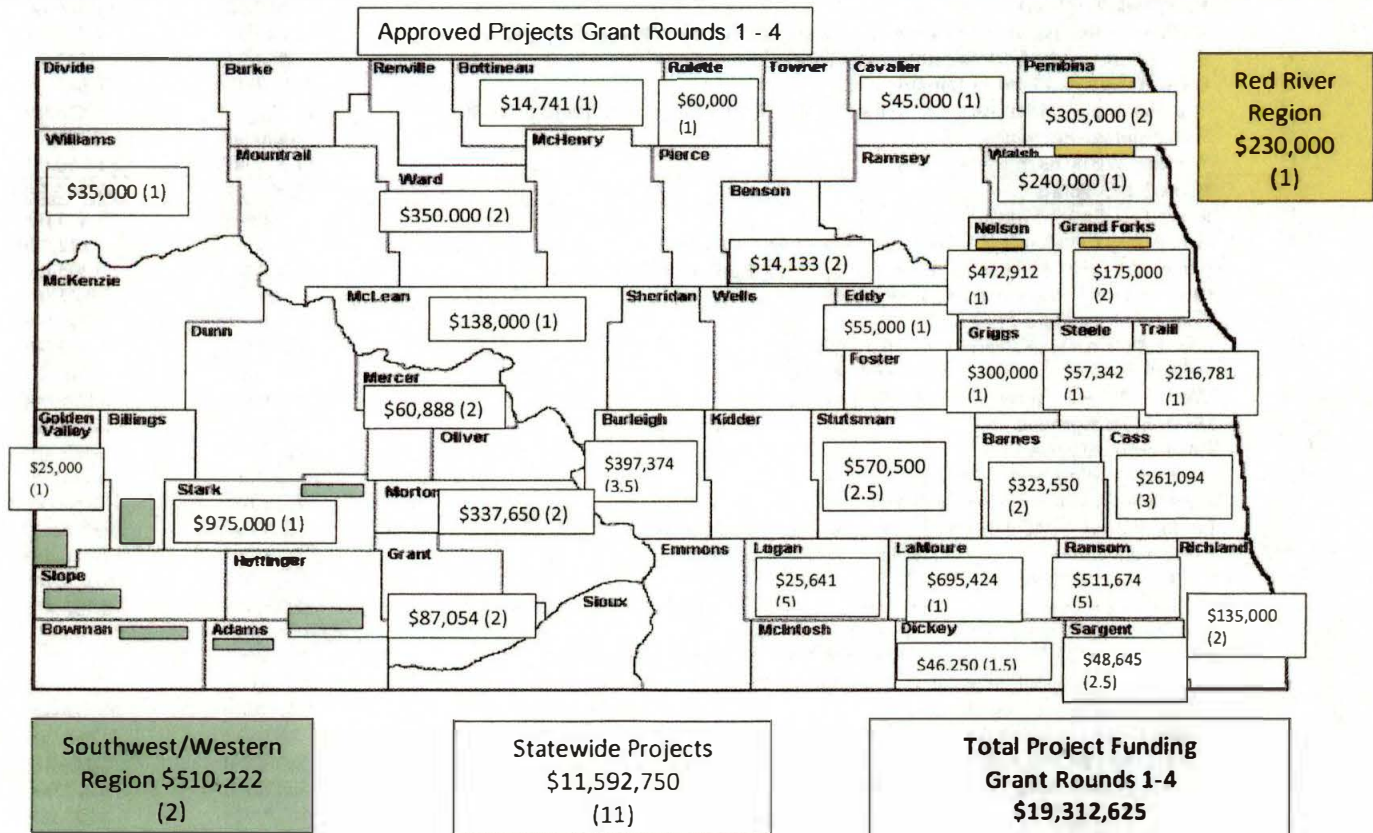 Approved Projects Grant Rounds 1 - 4
Divide
Burke
Renville
Bottineau
Rolette
Towner
Cavalier
Pembina
$14,741 (1)
$60,000
(1)
$45.000 (1)
$305,000 (2)
Red River
Region
$230,000
(1)
Williams
$35,000 (1)
Mountrail
Ward
$350.000 (2)
McHenry
Pierce
Benson
$14,133 (2)
Ramsey
Walsh
$240,000 (1)
Nelson
$472,912
(1)
Grand Forks
$175,000
(2)
McKenzie
Dunn
McLean
$138,000 (1)
Sheridan
Wells
Eddy
$55,000 (1)
Foster
Griggs
$300,000
(1)
Steele
$57,342
(1)
Traill
$216,781
(1)
Mercer
$60,888 (2)
Oliver
Golden
Valley
$25,000
(1)
Billings
Stark
$975,000 (1)
Morton
$337,650 (2)
Burleigh
$397,374
(3.5)
Kidder
Stutsman
$570,500
(2.5)
Barnes
$323,550
(2)
Cass
$261,094
(3)
Slope
Hettinger
Grant
$87,054 (2)
Sioux
Emmons
Logan
$25,641
(5)
LaMoure
$695,424
(1)
Ransom
$511,674
(5)
Richland
$135,000
(2)
Bowman
Adams
McIntosh
Dickey
$46.250 (1.5)
Sargent
$48,645
(2.5)
Southwest/Western
Region $510,222
(2)
Statewide Projects
$11,592,750
(11)
Total Project Funding
Grant Rounds 1-4
$19,312,625